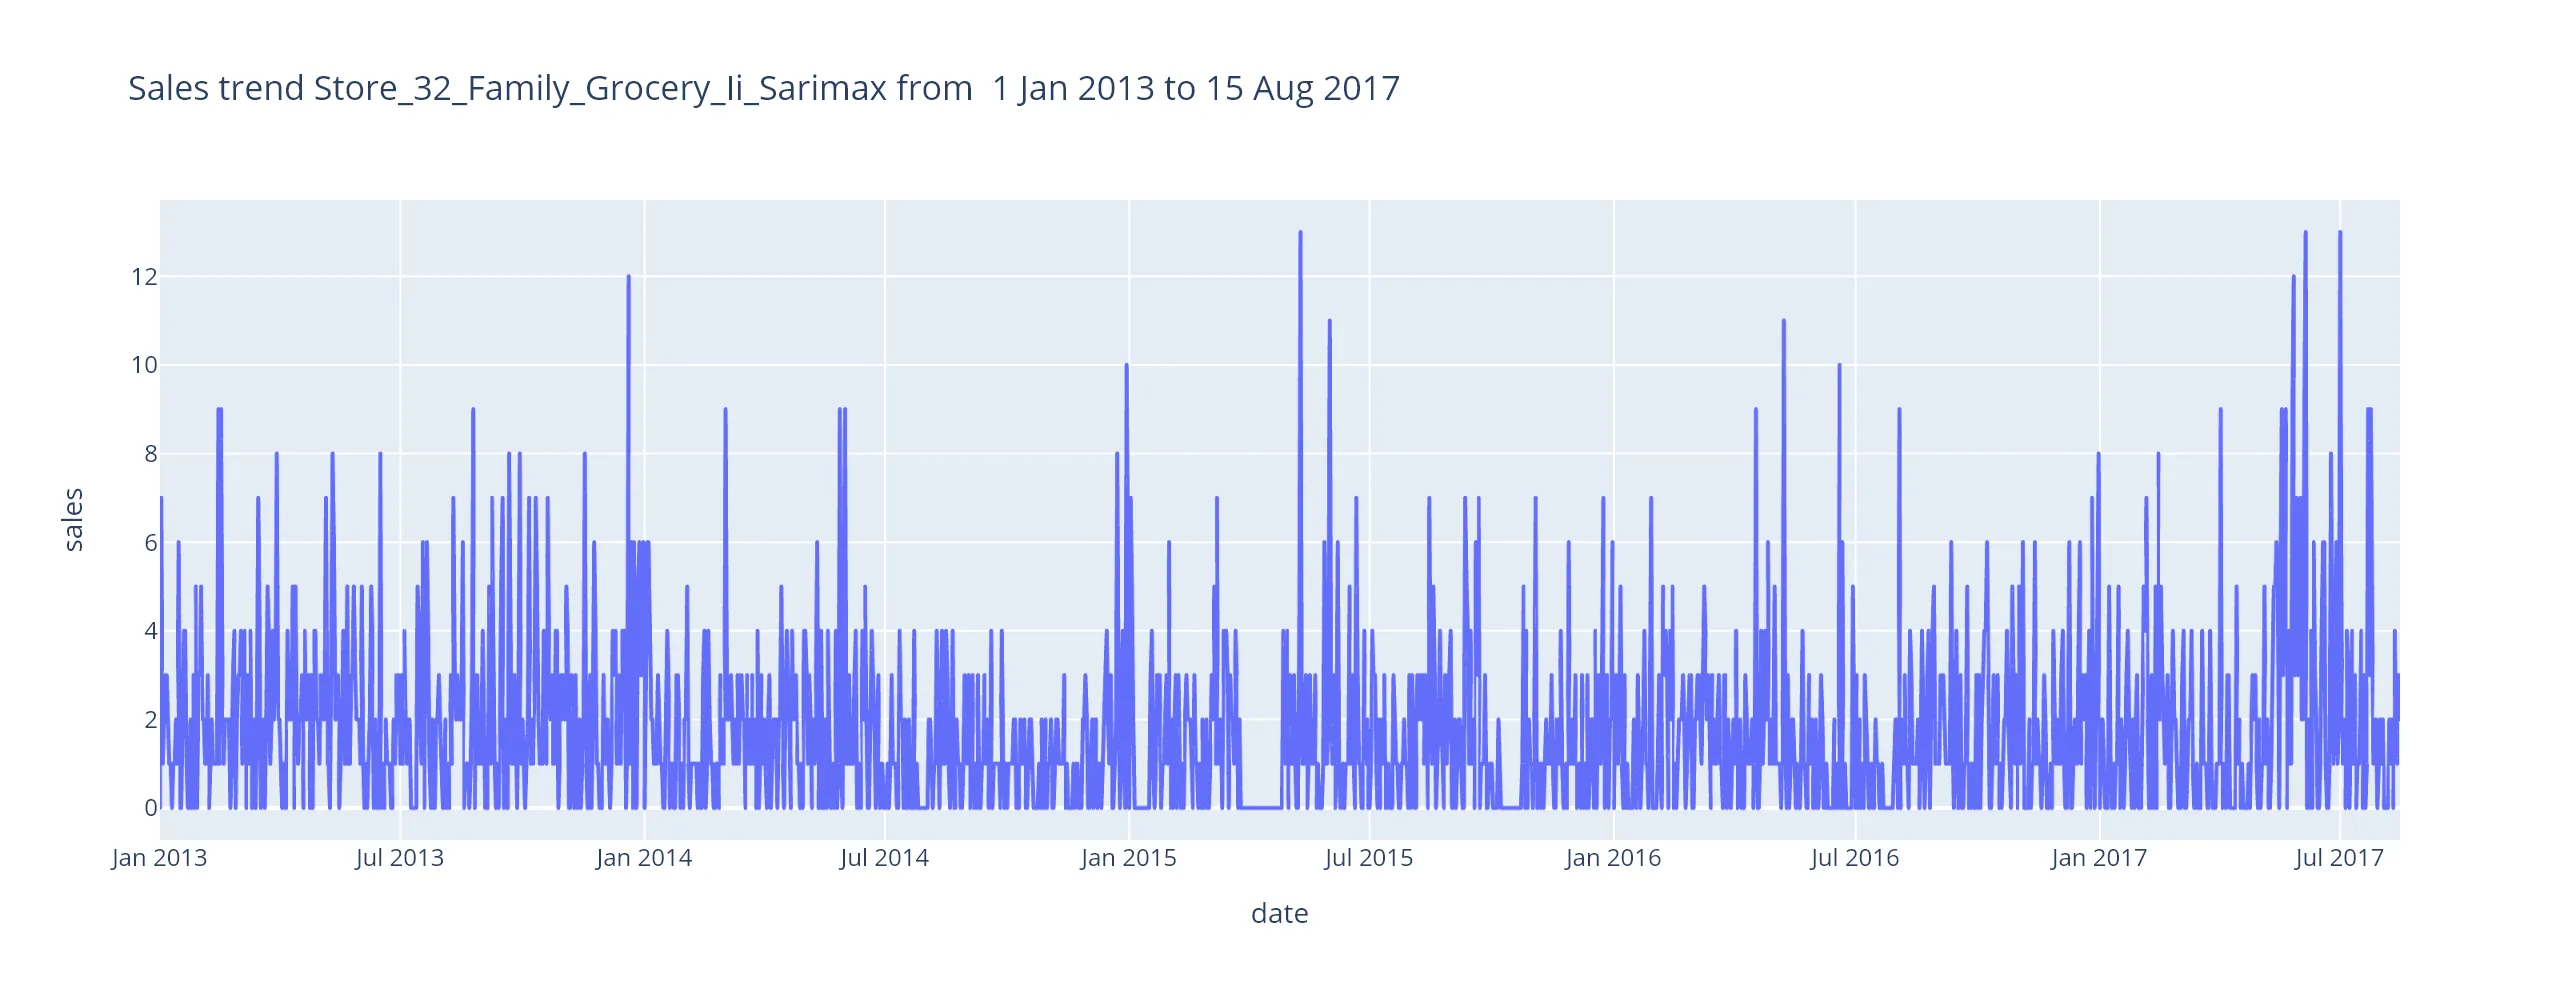 Sales trend Store_32_Family_Grocery_Ii_Sarimax from  1 Jan 2013 to 15 Aug 2017
12
10
8
6
4
2
0
sales
Jan 2013
Jul 2013
Jan 2014
Jul 2014
Jan 2015
Jul 2015
Jan 2016
Jul 2016
Jan 2017
Jul 2017
date